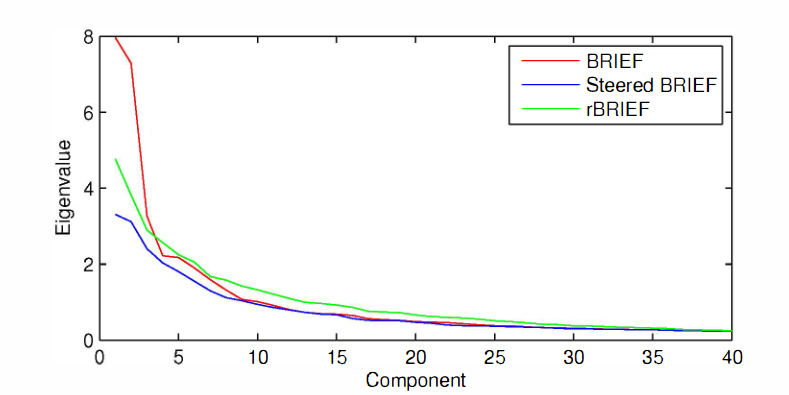 8
6
4
2
0
Eigenvalue
BRIEF
Steered BRIEF
rBRIEF
0 5 10 15 20 25 30 35 40
Component